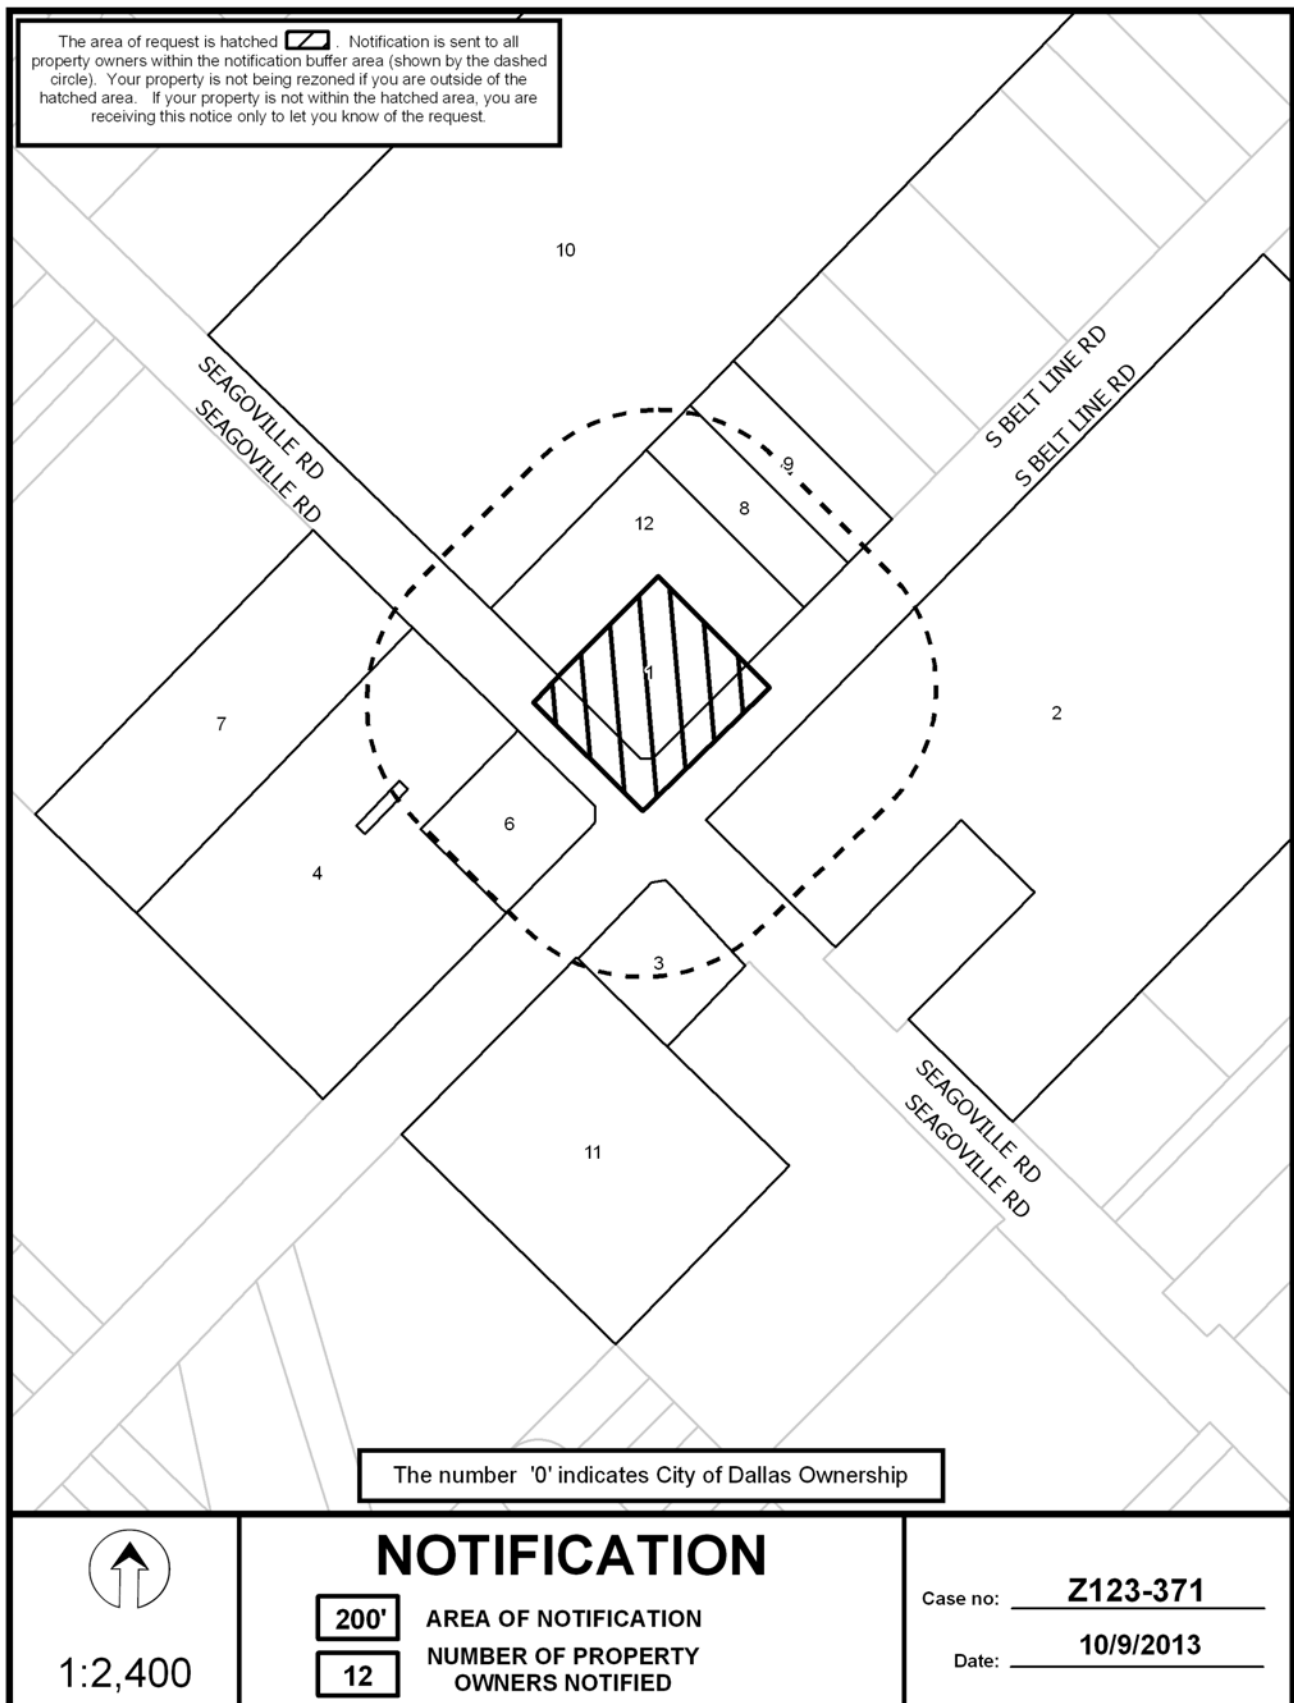 The area of request is hatched . Notification is sent to all
property owners within the notification buffer area (shown by the dashed
circle). Your property is not being rezoned if you are outside of the
hatched area. If your property is not within the hatched area, you are
receiving this notice only to let you know of the request.
10
SEAGOVILLE RD
SEAGOVILLE RD
S BELT LINE RD
S BELT LINE RD
9
8
12
1
2
7
6
4
3
11
SEAGOVILLE RD
SEAGOVILLE RD
The number '0' indicates City of Dallas Ownership
1:2,400
NOTIFICATION
200' AREA OF NOTIFICATION
12 NUMBER OF PROPERTY
OWNERS NOTIFIED
Case no: Z123-371
Date: 10/9/2013